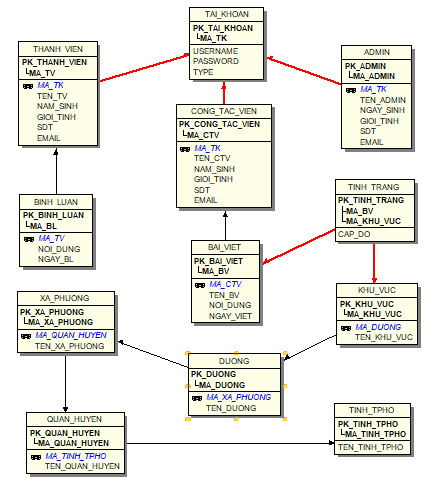 TAI_KHOAN
PK_TAI_KHOAN
MA_TK
USERNAME
PASSWORD
TYPE
THANH_VIEN
PK_THANH_VIEN
MA_TV
MA_TK
TEN_TV
NAM_SINH
GIOI_TINH
SDT
EMAIL
ADMIN
PK_ADMIN
MA_ADMIN
MA_TK
TEN_ADMIN
NGAY_SINH
GIOI_TINH
SDT
EMAIL
CONG_TAC_VIEN
PK_CONG_TAC_VIEN
MA_CTV
MA_TK
TEN_CTV
NAM_SINH
GIOI_TINH
SDT
EMAIL
BINH_LUAN
PK_BINH_LUAN
MA_BL
MA_TV
NOI_DUNG
NGAY_BL
TINH_TRANG
PK_TINH_TRANG
MA_BV
MA_KHU_VUC
CAP_DO
BAI_VIET
PK_BAI_VIET
MA_BV
MA_CTV
TEN_BV
NOI_DUNG
NGAY_VIET
XA_PHUONG
PK_XA_PHUONG
MA_XA_PHUONG
MA_QUAN_HUYEN
TEN_XA_PHUONG
KHU_VUC
PK_KHU_VUC
MA_KHU_VUC
MA_DUONG
TEN_KHU_VUC
DUONG
PK_DUONG
MA_DUONG
MA_XA_PHUONG
TEN_DUONG
QUAN_HUYEN
PK_QUAN_HUYEN
MA_QUAN_HUYEN
MA_TINH_TPHO
TEN_QUAN_HUYEN
TINH_TPHO
PK_TINH_TPHO
MA_TINH_TPHO
TEN_TINH_TPHO